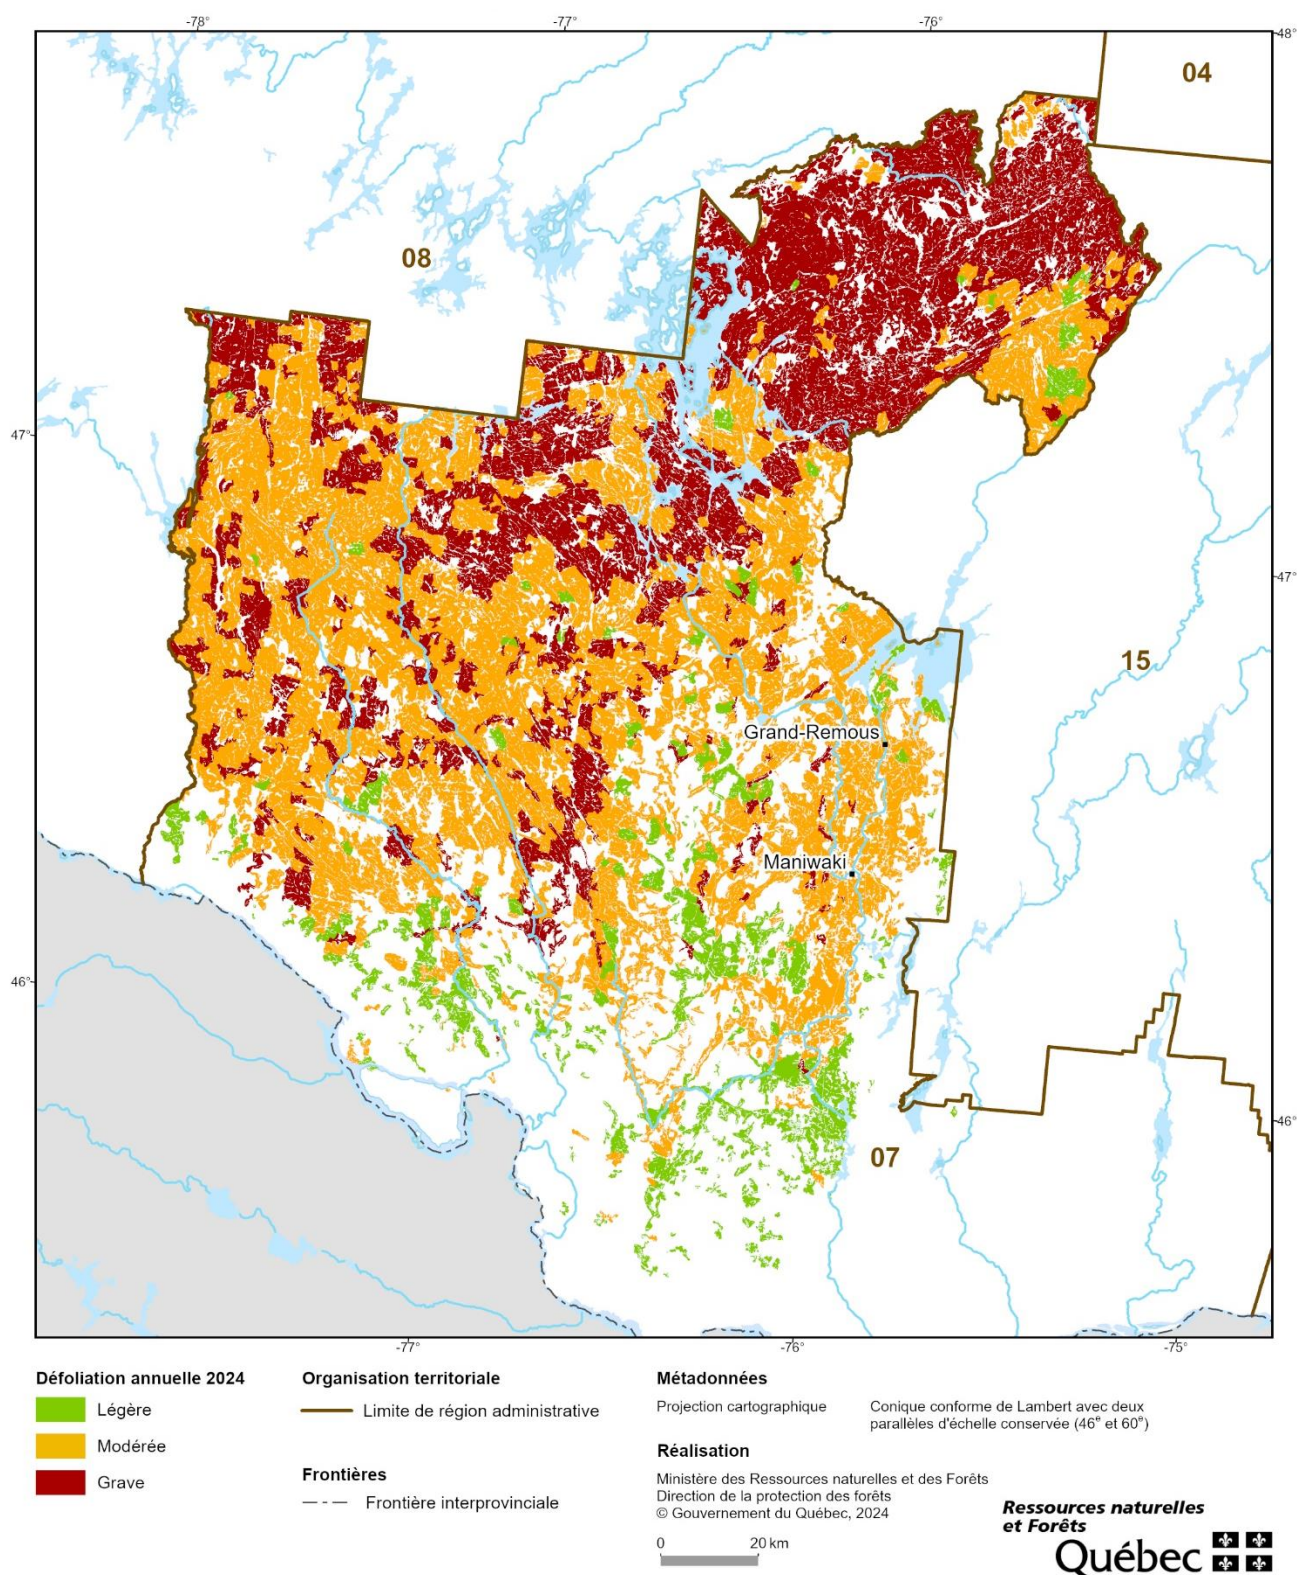 -78°
-77°
-76°
48°
04
08
47°
47°
15
Grand-Remous
Maniwaki
46°
46°
07
-77°
-76°
-75°
Défoliation annuelle 2024
Légère
Modérée
Grave
Organisation territoriale
Limite de région administrative
Frontières
Frontière interprovinciale
Métadonnées
Projection cartographique
Conique conforme de Lambert avec deux
parallèles d'échelle conservée (46e et 60e)
Réalisation
Ministère des Ressources naturelles et des Forêts
Direction de la protection des forêts
© Gouvernement du Québec, 2024
0 20 km
Ressources naturelles
et Forêts
Québec